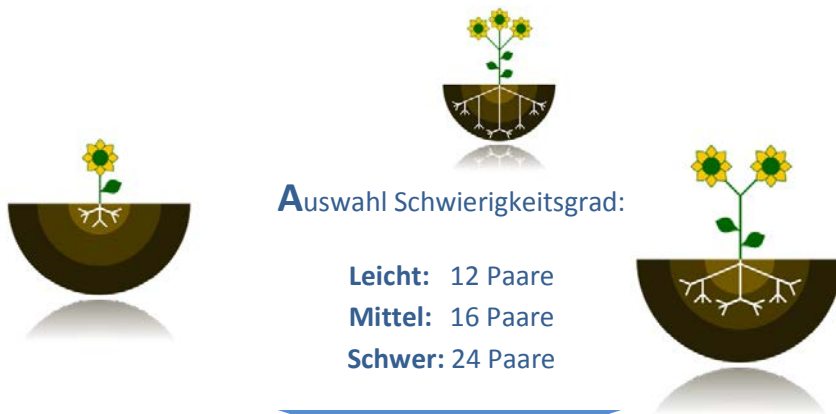 Auswahl Schwierigkeitsgrad:
Leicht: 12 Paare
Mittel: 16 Paare
Schwer: 24 Paare